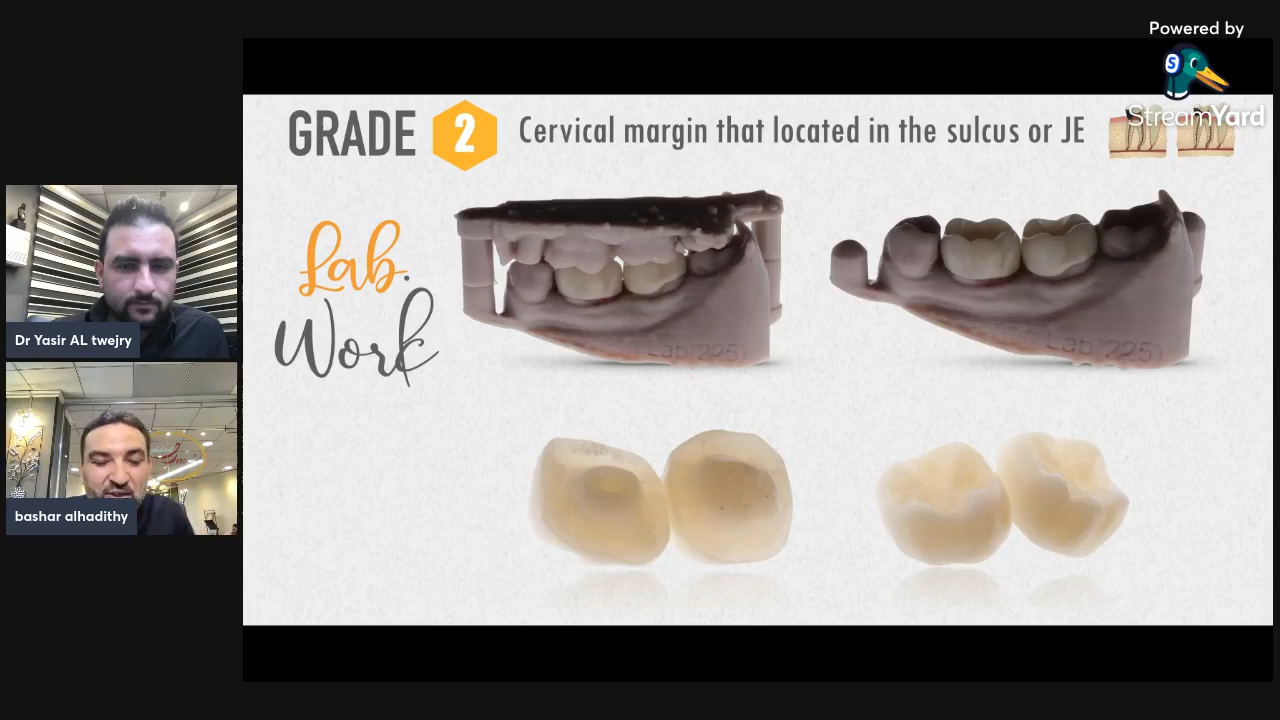 Powered by
StreamYard
GRADE 2 Cervical margin that located in the sulcus or JE
Lab.
Work
Lab(225)
Lab(225)
Dr Yasir AL twejry
bashar alhadithy